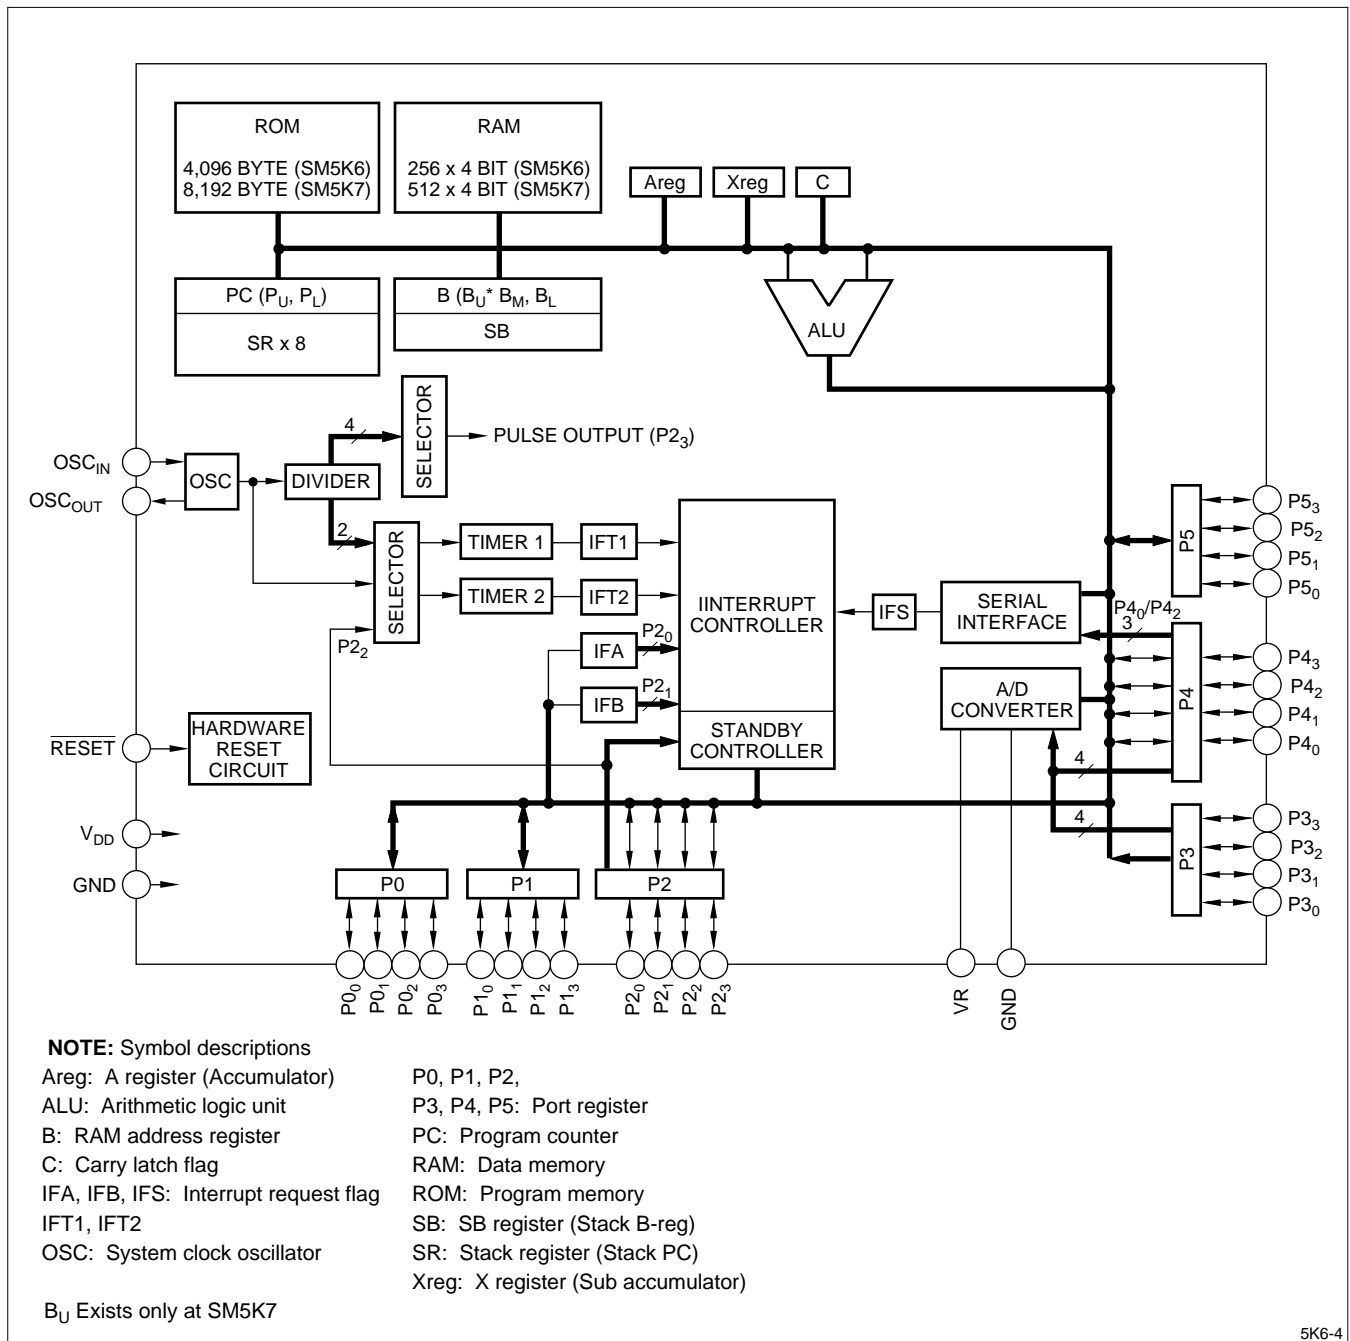 ROM
4,096 BYTE (SM5K6)
8,192 BYTE (SM5K7)
RAM
256 x 4 BIT (SM5K6)
512 x 4 BIT (SM5K7)
Areg
Xreg
C
PC (PU, PL)
SR x 8
B (BU* BM, BL
SB
ALU
SELECTOR
4
PULSE OUTPUT (P23)
OSCIN
OSCOUT
OSC
DIVIDER
2
SELECTOR
TIMER 1
IFT1
TIMER 2
IFT2
P22
IFA
P20
IFB
P21
IINTERRUPT
CONTROLLER
STANDBY
CONTROLLER
IFS
SERIAL
INTERFACE
P40/P42
3
A/D
CONVERTER
4
4
P5
P53
P52
P51
P50
P4
P43
P42
P41
P40
P3
P33
P32
P31
P30
RESET
HARDWARE
RESET
CIRCUIT
VDD
GND
P0
P1
P2
P00
P01
P02
P03
P10
P11
P12
P13
P20
P21
P22
P23
VR
GND
NOTE: Symbol descriptions
Areg: A register (Accumulator)
ALU: Arithmetic logic unit
B: RAM address register
C: Carry latch flag
IFA, IFB, IFS: Interrupt request flag
IFT1, IFT2
OSC: System clock oscillator
P0, P1, P2,
P3, P4, P5: Port register
PC: Program counter
RAM: Data memory
ROM: Program memory
SB: SB register (Stack B-reg)
SR: Stack register (Stack PC)
Xreg: X register (Sub accumulator)
BU Exists only at SM5K7
5K6-4